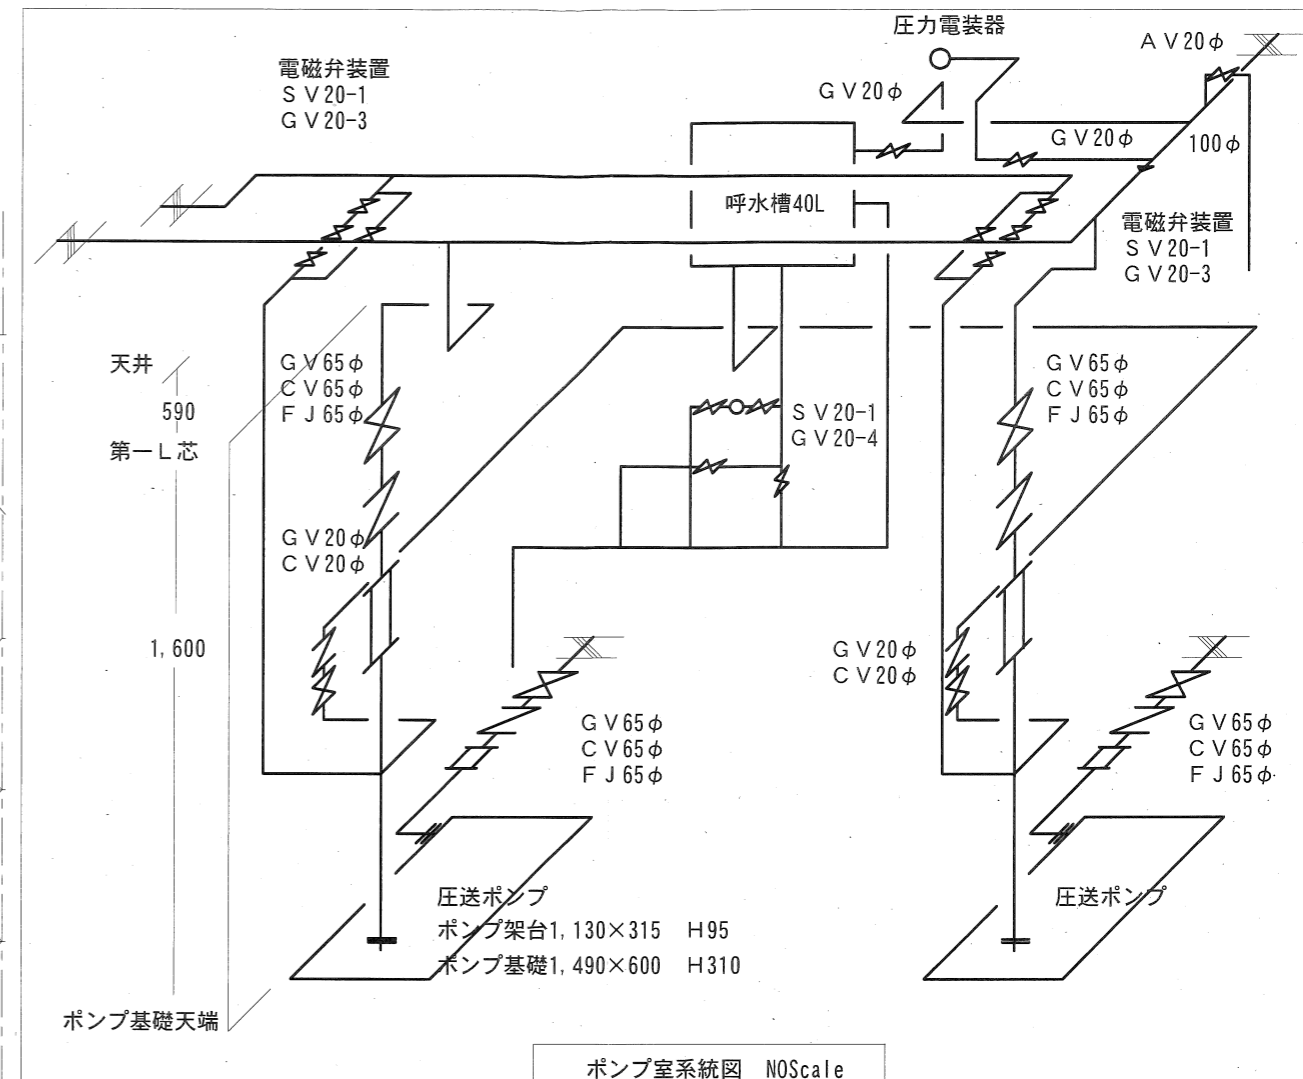 圧力電装器
AV20φ
電磁弁装置
SV20-1
GV20-3
GV20φ
GV20φ
100φ
呼水槽40L
電磁弁装置
SV20-1
GV20-3
天井
590
第一L芯
GV65φ
CV65φ
FJ65φ
SV20-1
GV20-4
GV65φ
CV65φ
FJ65φ
GV20φ
CV20φ
1,600
GV20φ
CV20φ
GV65φ
CV65φ
FJ65φ
GV65φ
CV65φ
FJ65φ
圧送ポンプ
ポンプ架台1,130×315 H95
ポンプ基礎1,490×600 H310
圧送ポンプ
ポンプ基礎天端
ポンプ室系統図 NOScale